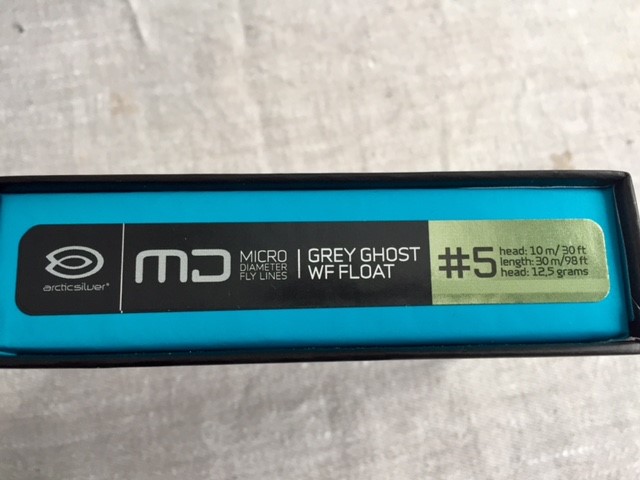 arcticsilver®
MD
MICRO
DIAMETER
FLY LINES
GREY GHOST
WF FLOAT
#5
head: 10 m/30 ft
length: 30 m/98 ft
head: 12,5 grams